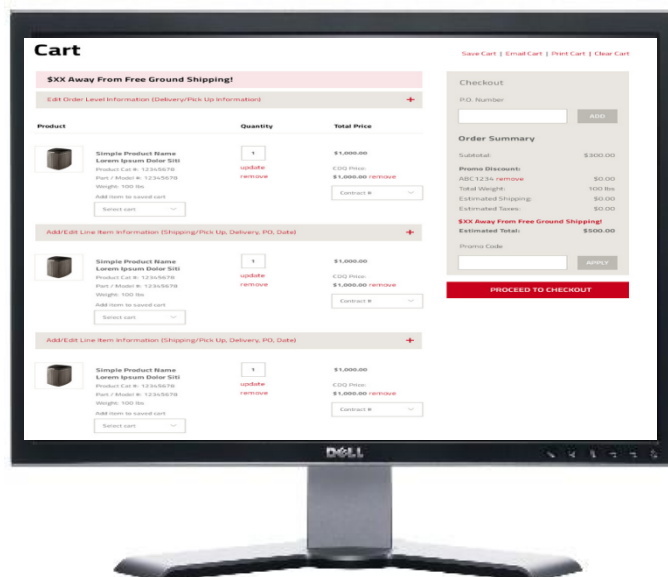 Cart
Save Cart | Email Cart | Print Cart | Clear Cart
$XX Away From Free Ground Shipping!
Edit Order Level Information (Delivery/Pick Up Information) +
Product Quantity Total Price
Simple Product Name
Lorem Ipsum Dolor Siti
Product Cat #: 12345678
Part / Model #: 12345678
Weight: 100 lbs
Add item to saved cart
Select cart
1
update
remove
$1,000.00
CDQ Price:
$1,000.00 remove
Contract #
Add/Edit Line Item Information (Shipping/Pick Up, Delivery, PO, Date) +
Simple Product Name
Lorem Ipsum Dolor Siti
Product Cat #: 12345678
Part / Model #: 12345678
Weight: 100 lbs
Add item to saved cart
Select cart
1
update
remove
$1,000.00
CDQ Price:
$1,000.00 remove
Contract #
Add/Edit Line Item Information (Shipping/Pick Up, Delivery, PO, Date) +
Simple Product Name
Lorem Ipsum Dolor Siti
Product Cat #: 12345678
Part / Model #: 12345678
Weight: 100 lbs
Add item to saved cart
Select cart
1
update
remove
$1,000.00
CDQ Price:
$1,000.00 remove
Contract #
Checkout
P.O. Number
ADD
Order Summary
Subtotal: $300.00
Promo Discount:
ABC1234 remove $0.00
Total Weight: 100 lbs
Estimated Shipping: $0.00
Estimated Taxes: $0.00
$XX Away From Free Ground Shipping!
Estimated Total: $500.00
Promo Code
APPLY
PROCEED TO CHECKOUT
DELL